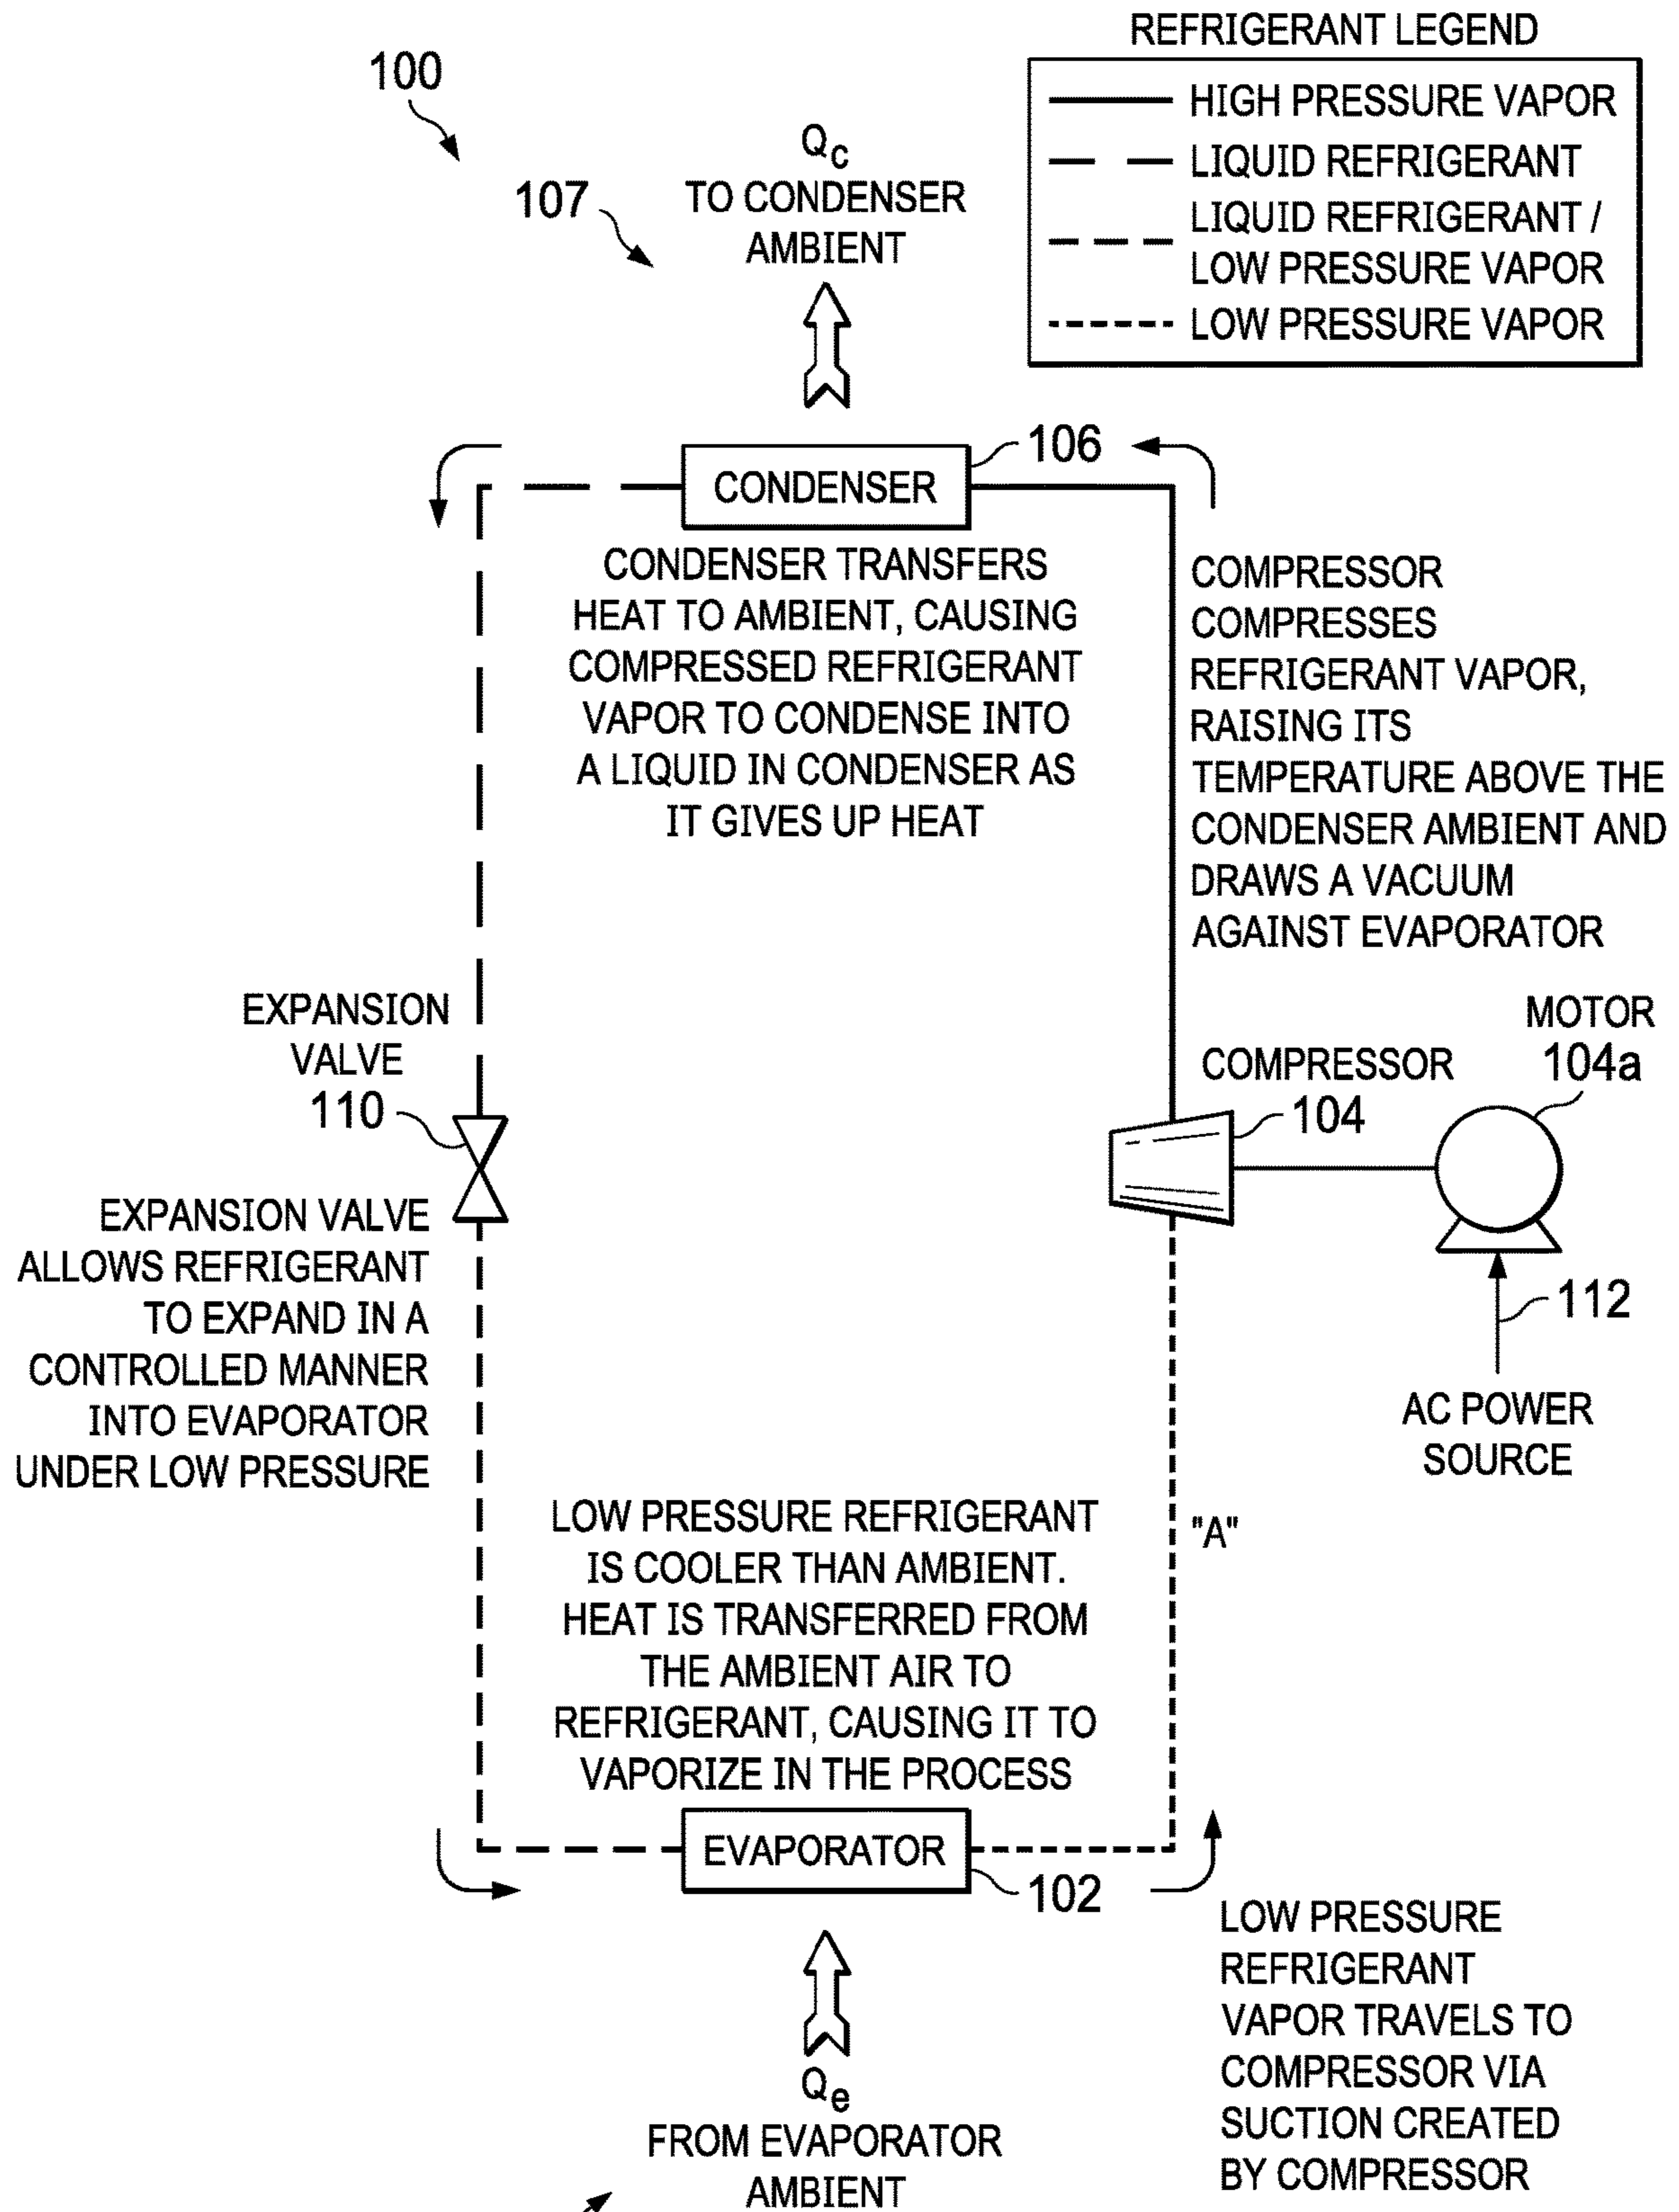 REFRIGERANT LEGEND
HIGH PRESSURE VAPOR
LIQUID REFRIGERANT
LIQUID REFRIGERANT /
LOW PRESSURE VAPOR
LOW PRESSURE VAPOR
100
107
Qc
TO CONDENSER
AMBIENT
106
CONDENSER
CONDENSER TRANSFERS
HEAT TO AMBIENT, CAUSING
COMPRESSED REFRIGERANT
VAPOR TO CONDENSE INTO
A LIQUID IN CONDENSER AS
IT GIVES UP HEAT
COMPRESSOR
COMPRESSES
REFRIGERANT VAPOR,
RAISING ITS
TEMPERATURE ABOVE THE
CONDENSER AMBIENT AND
DRAWS A VACUUM
AGAINST EVAPORATOR
EXPANSION
VALVE
110
COMPRESSOR
104
MOTOR
104a
EXPANSION VALVE
ALLOWS REFRIGERANT
TO EXPAND IN A
CONTROLLED MANNER
INTO EVAPORATOR
UNDER LOW PRESSURE
112
AC POWER
SOURCE
"A"
LOW PRESSURE REFRIGERANT
IS COOLER THAN AMBIENT.
HEAT IS TRANSFERRED FROM
THE AMBIENT AIR TO
REFRIGERANT, CAUSING IT TO
VAPORIZE IN THE PROCESS
EVAPORATOR
102
LOW PRESSURE
REFRIGERANT
VAPOR TRAVELS TO
COMPRESSOR VIA
SUCTION CREATED
BY COMPRESSOR
Qe
FROM EVAPORATOR
AMBIENT